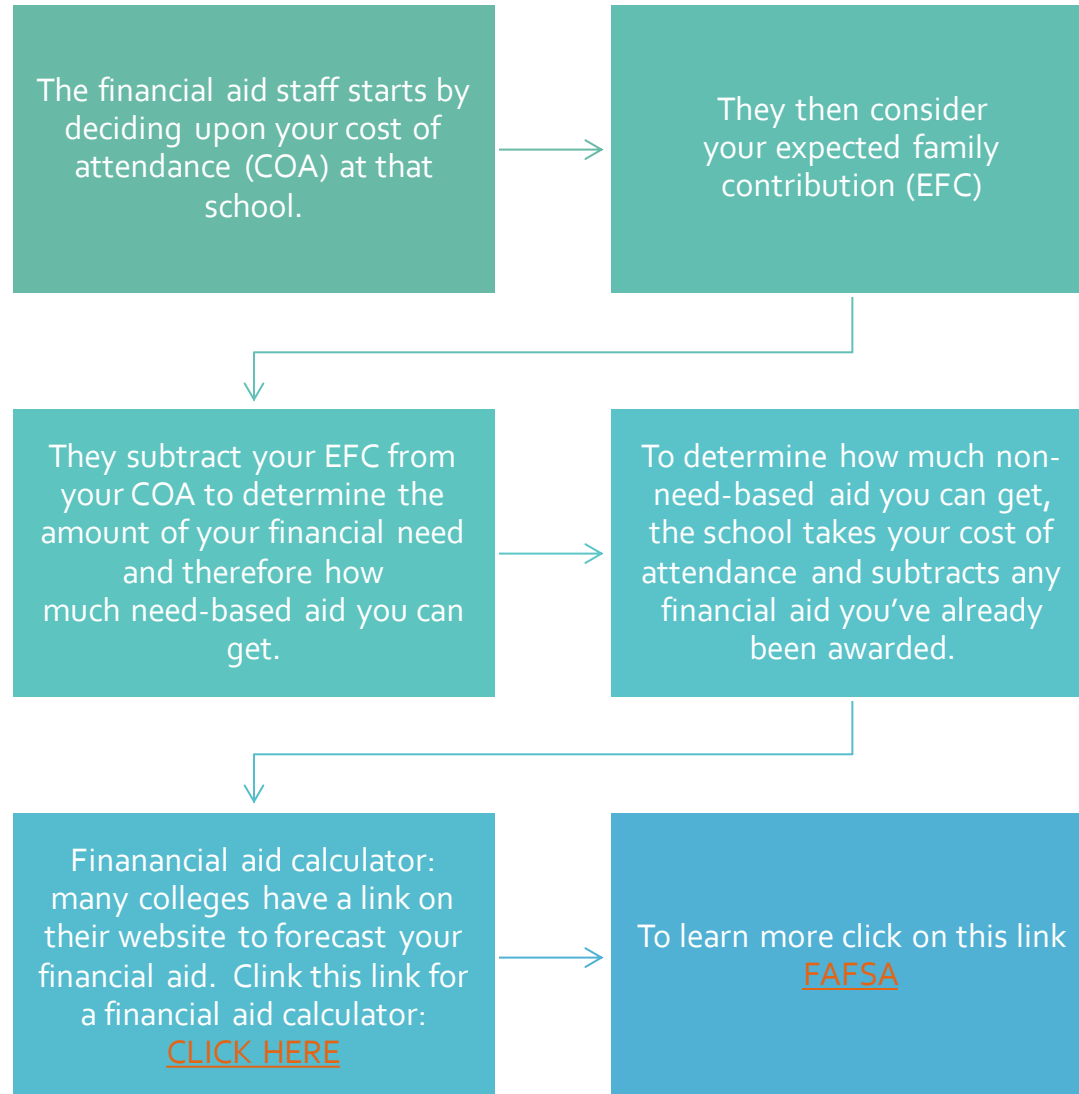 The financial aid staff starts by
deciding upon your cost of
attendance (COA) at that
school.
They then consider
your expected family
contribution (EFC)
They subtract your EFC from
your COA to determine the
amount of your financial need
and therefore how
much need-based aid you can
get.
To determine how much non-
need-based aid you can get,
the school takes your cost of
attendance and subtracts any
financial aid you’ve already
been awarded.
Finanancial aid calculator:
many colleges have a link on
their website to forecast your
financial aid. Clink this link for
a financial aid calculator:
CLICK HERE
To learn more click on this link
FAFSA